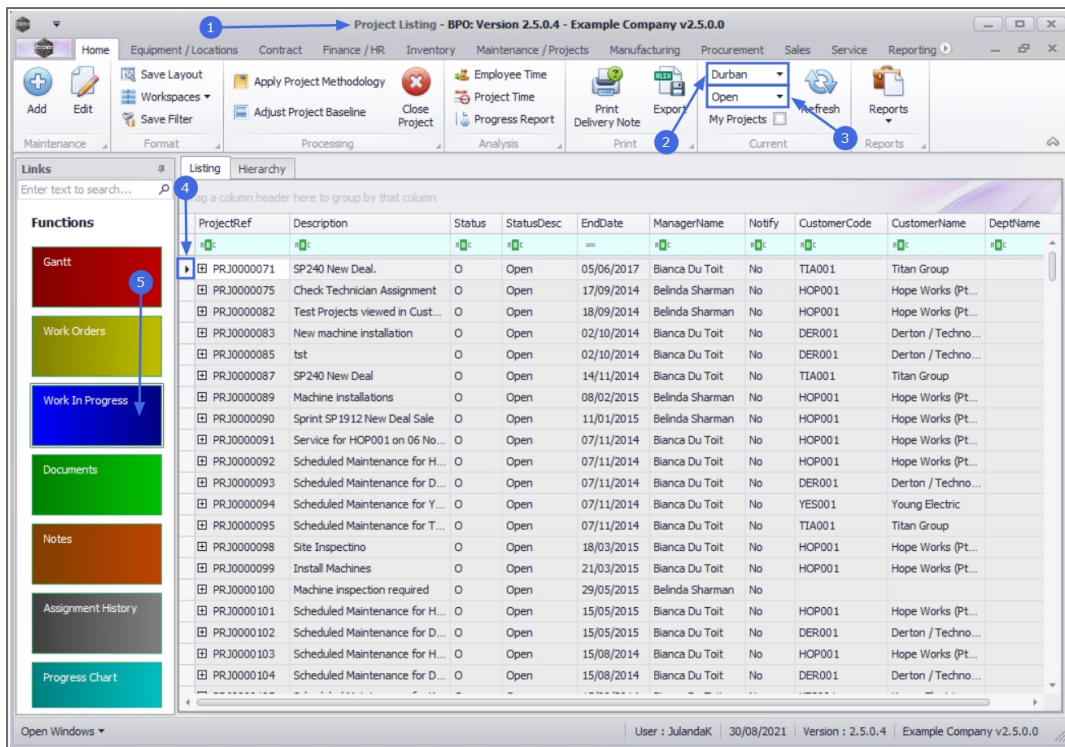 1
Project Listing - BPO: Version 2.5.0.4 - Example Company v2.5.0.0
Home Equipment / Locations Contract Finance / HR Inventory Maintenance / Projects Manufacturing Procurement Sales Service Reporting
Add Edit
Save Layout
Workspaces
Save Filter
Apply Project Methodology
Adjust Project Baseline
Close Project
Employee Time
Project Time
Progress Report
Print Delivery Note
Export
Durban
Open
My Projects
Refresh
Reports
2
3
Maintenance Format Processing Analysis Print Current Reports
Links
Enter text to search...
Listing Hierarchy
4
a column header here to group by that column
Functions
Gantt
5
Work Orders
Work In Progress
Documents
Notes
Assignment History
Progress Chart
ProjectRef Description Status StatusDesc EndDate ManagerName Notify CustomerCode CustomerName DeptName
PRJ0000071 SP240 New Deal. O Open 05/06/2017 Bianca Du Toit No TIA001 Titan Group
PRJ0000075 Check Technician Assignment O Open 17/09/2014 Belinda Sharman No HOP001 Hope Works (Pt...
PRJ0000082 Test Projects viewed in Cust... O Open 18/09/2014 Belinda Sharman No HOP001 Hope Works (Pt...
PRJ0000083 New machine installation O Open 02/10/2014 Bianca Du Toit No DER001 Derton / Techno...
PRJ0000085 tst O Open 02/10/2014 Bianca Du Toit No DER001 Derton / Techno...
PRJ0000087 SP240 New Deal O Open 14/11/2014 Bianca Du Toit No TIA001 Titan Group
PRJ0000089 Machine installations O Open 08/02/2015 Belinda Sharman No HOP001 Hope Works (Pt...
PRJ0000090 Sprint SP1912 New Deal Sale O Open 11/01/2015 Belinda Sharman No HOP001 Hope Works (Pt...
PRJ0000091 Service for HOP001 on 06 No... O Open 07/11/2014 Bianca Du Toit No HOP001 Hope Works (Pt...
PRJ0000092 Scheduled Maintenance for H... O Open 07/11/2014 Bianca Du Toit No HOP001 Hope Works (Pt...
PRJ0000093 Scheduled Maintenance for D... O Open 07/11/2014 Bianca Du Toit No DER001 Derton / Techno...
PRJ0000094 Scheduled Maintenance for Y... O Open 07/11/2014 Bianca Du Toit No YES001 Young Electric
PRJ0000095 Scheduled Maintenance for T... O Open 07/11/2014 Bianca Du Toit No TIA001 Titan Group
PRJ0000098 Site Inspectino O Open 18/03/2015 Bianca Du Toit No HOP001 Hope Works (Pt...
PRJ0000099 Install Machines O Open 21/03/2015 Bianca Du Toit No HOP001 Hope Works (Pt...
PRJ0000100 Machine inspection required O Open 29/05/2015 Belinda Sharman No
PRJ0000101 Scheduled Maintenance for H... O Open 15/05/2015 Bianca Du Toit No HOP001 Hope Works (Pt...
PRJ0000102 Scheduled Maintenance for D... O Open 15/05/2015 Bianca Du Toit No DER001 Derton / Techno...
PRJ0000103 Scheduled Maintenance for H... O Open 15/08/2014 Bianca Du Toit No HOP001 Hope Works (Pt...
PRJ0000104 Scheduled Maintenance for D... O Open 15/08/2014 Bianca Du Toit No DER001 Derton / Techno...
Open Windows User : JulandaK 30/08/2021 Version : 2.5.0.4 Example Company v2.5.0.0